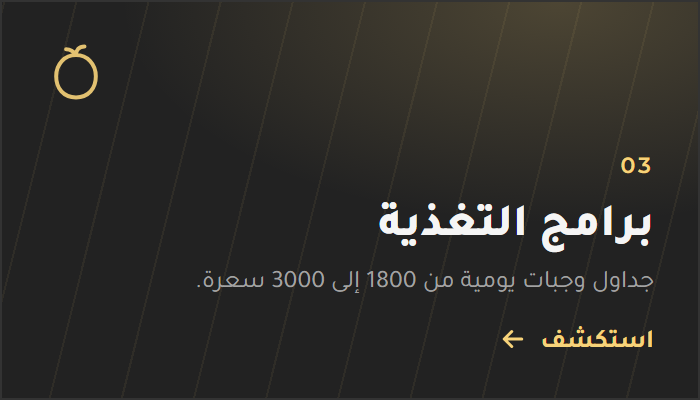 03
برامج التغذية
جداول وجبات يومية من 1800 إلى 3000 سعرة.
استكشف ←